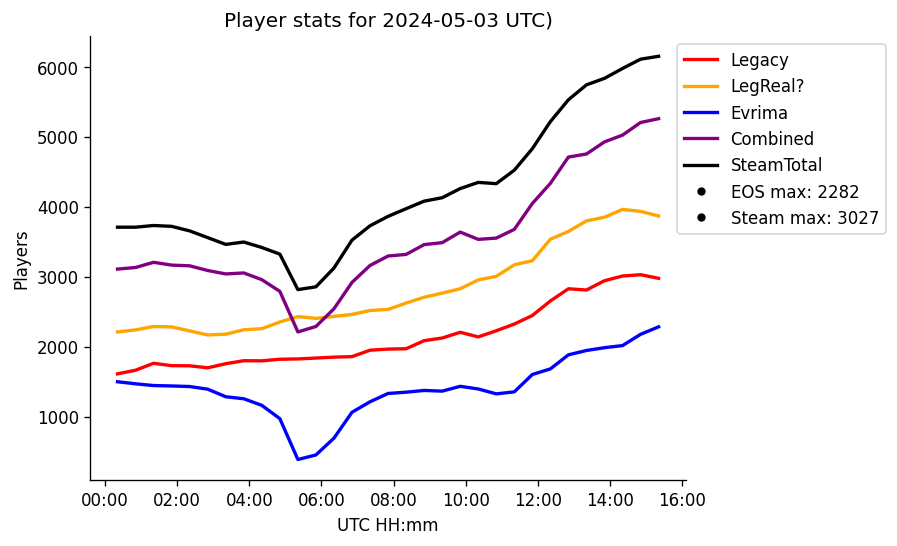 Player stats for 2024-05-03 UTC)
6000
5000
4000
3000
2000
1000
Players
00:00 02:00 04:00 06:00 08:00 10:00 12:00 14:00 16:00
UTC HH:mm
Legacy
LegReal?
Evrima
Combined
SteamTotal
EOS max: 2282
Steam max: 3027